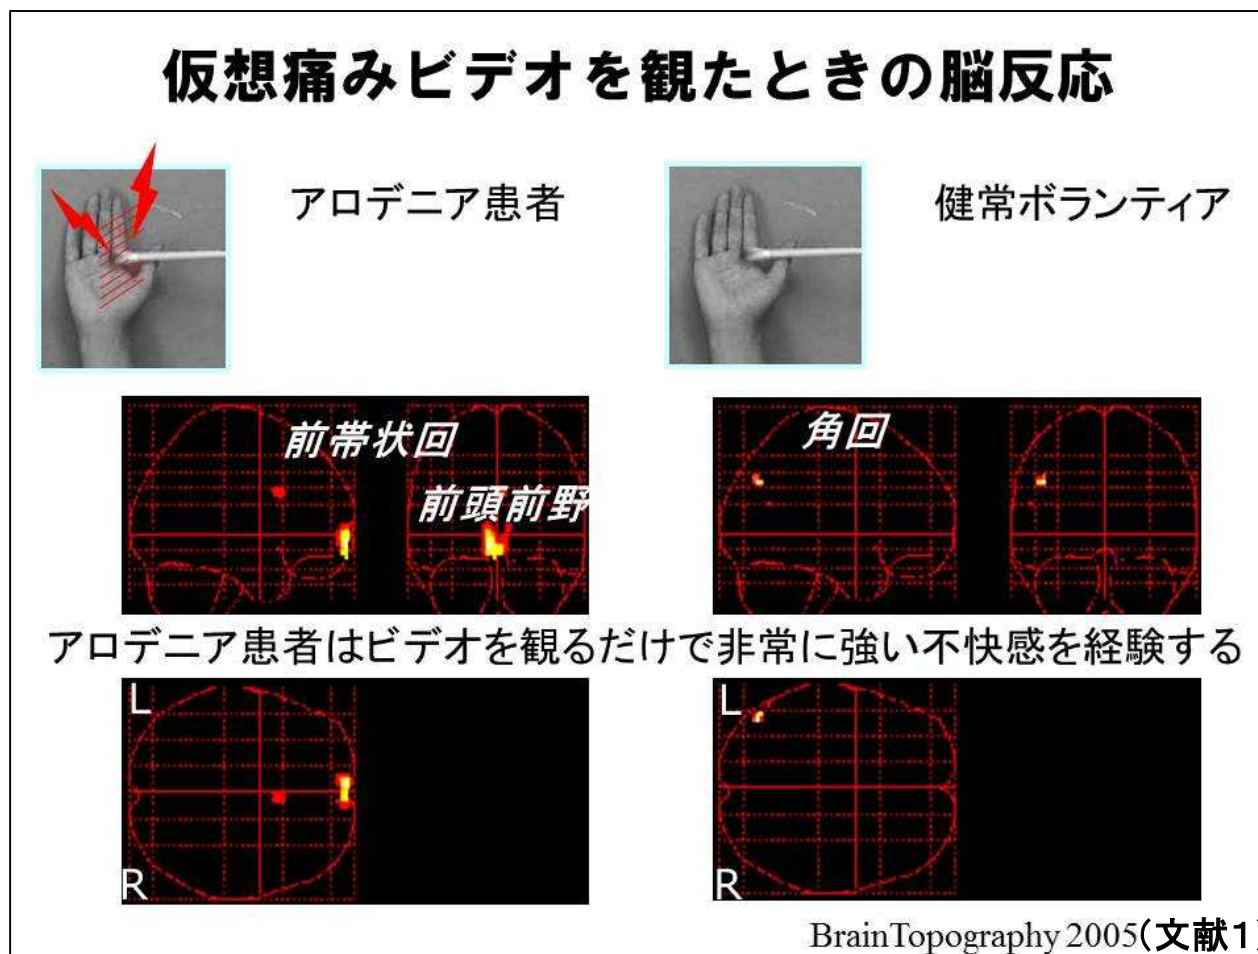 仮想痛みビデオを観たときの脳反応
アロデニア患者
健常ボランティア
前帯状回
前頭前野
角回
アロデニア患者はビデオを観るだけで非常に強い不快感を経験する
L
R
L
R
BrainTopography 2005(文献1)